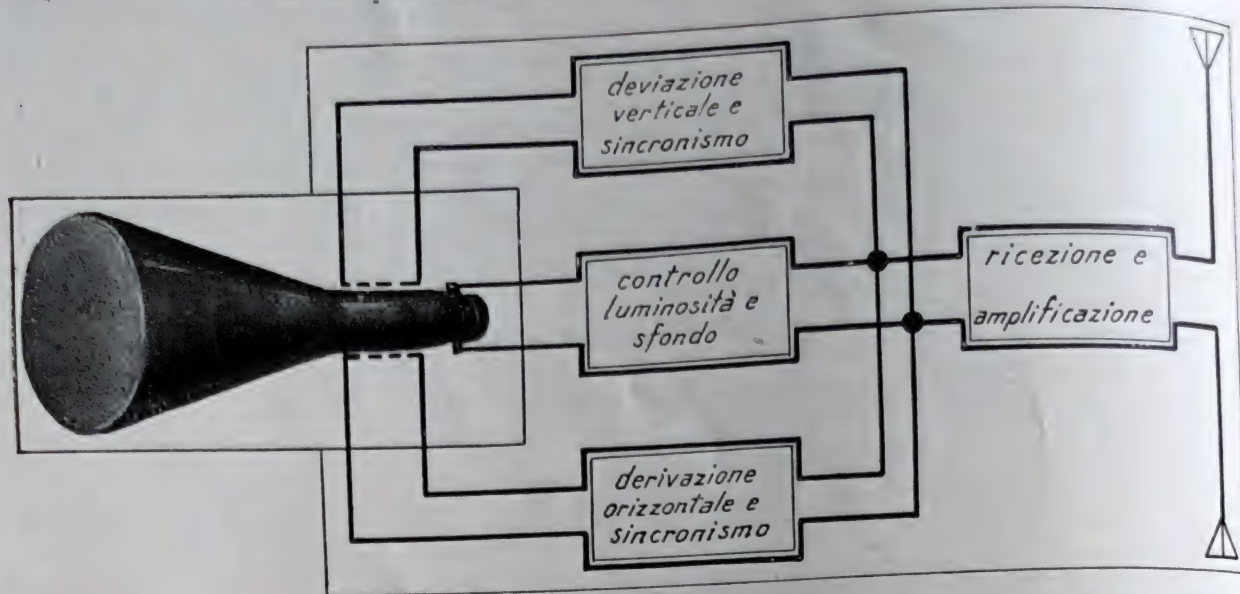 deviazione
verticale e
sincronismo
controllo
luminosità e
sfondo
ricezione e
amplificazione
derivazione
orizzontale e
sincronismo